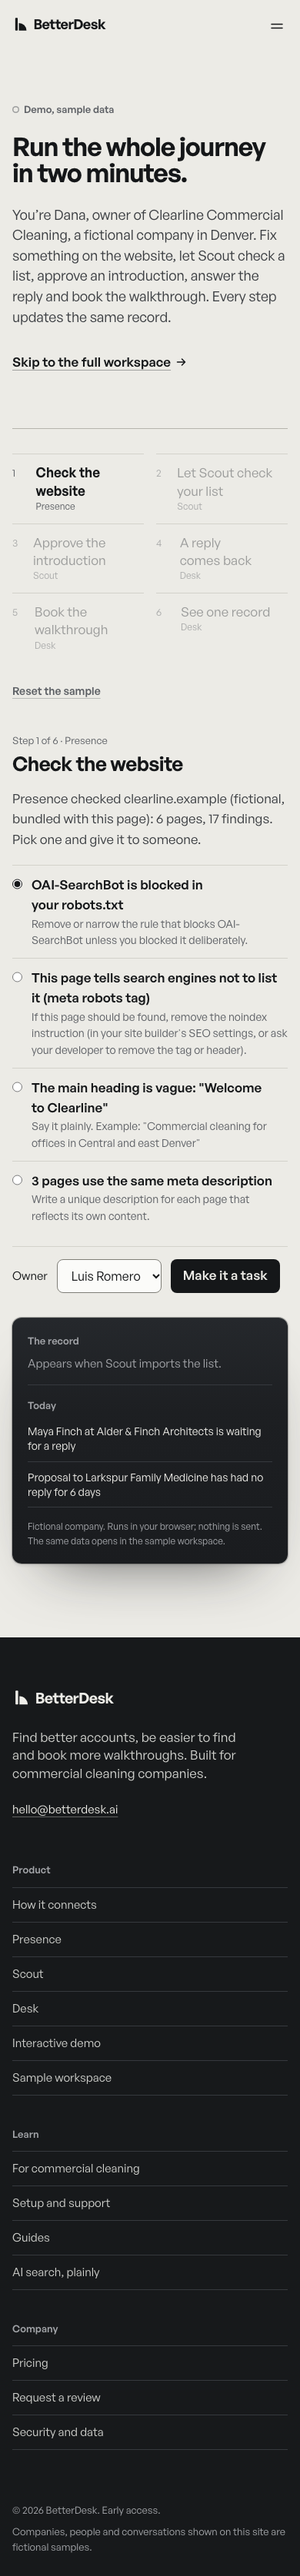 BetterDesk
Demo, sample data
Run the whole journey
in two minutes.
You’re Dana, owner of Clearline Commercial
Cleaning, a fictional company in Denver. Fix
something on the website, let Scout check a
list, approve an introduction, answer the
reply and book the walkthrough. Every step
updates the same record.
Skip to the full workspace →
1 Check the
website
Presence
2 Let Scout check
your list
Scout
3 Approve the
introduction
Scout
4 A reply
comes back
Desk
5 Book the
walkthrough
Desk
6 See one record
Desk
Reset the sample
Step 1 of 6 · Presence
Check the website
Presence checked clearline.example (fictional,
bundled with this page): 6 pages, 17 findings.
Pick one and give it to someone.
OAI-SearchBot is blocked in
your robots.txt
Remove or narrow the rule that blocks OAI-
SearchBot unless you blocked it deliberately.
This page tells search engines not to list
it (meta robots tag)
If this page should be found, remove the noindex
instruction (in your site builder's SEO settings, or ask
your developer to remove the tag or header).
The main heading is vague: "Welcome
to Clearline"
Say it plainly. Example: "Commercial cleaning for
offices in Central and east Denver"
3 pages use the same meta description
Write a unique description for each page that
reflects its own content.
Owner Luis Romero Make it a task
The record
Appears when Scout imports the list.
Today
Maya Finch at Alder & Finch Architects is waiting
for a reply
Proposal to Larkspur Family Medicine has had no
reply for 6 days
Fictional company. Runs in your browser; nothing is sent.
The same data opens in the sample workspace.
BetterDesk
Find better accounts, be easier to find
and book more walkthroughs. Built for
commercial cleaning companies.
hello@betterdesk.ai
Product
How it connects
Presence
Scout
Desk
Interactive demo
Sample workspace
Learn
For commercial cleaning
Setup and support
Guides
AI search, plainly
Company
Pricing
Request a review
Security and data
© 2026 BetterDesk. Early access.
Companies, people and conversations shown on this site are
fictional samples.